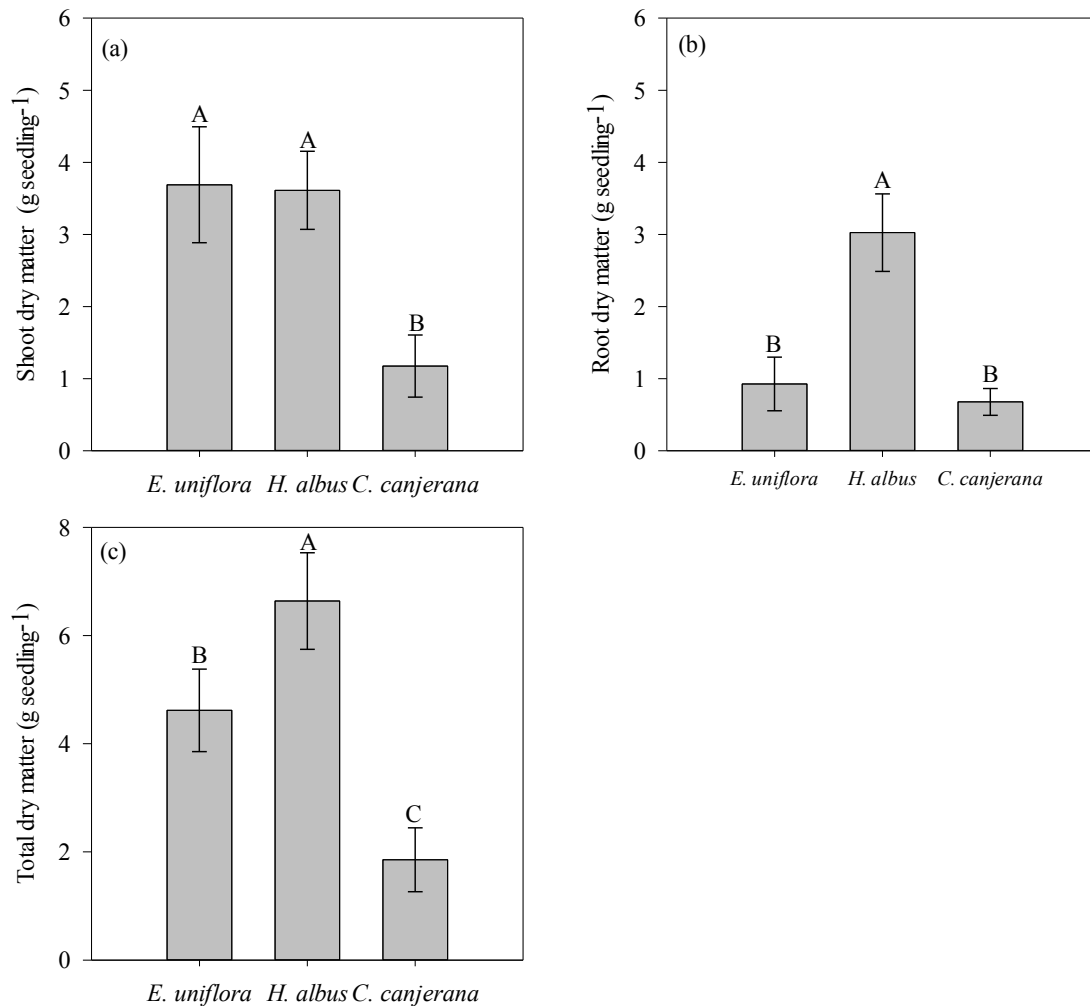 (a)
Shoot dry matter (g seedling-1)
6
5
4
3
2
1
0
A
A
B
E. uniflora H. albus C. canjerana
(b)
Root dry matter (g seedling-1)
6
5
4
3
2
1
0
B
A
B
E. uniflora H. albus C. canjerana
(c)
Total dry matter (g seedling-1)
8
6
4
2
0
B
A
C
E. uniflora H. albus C. canjerana